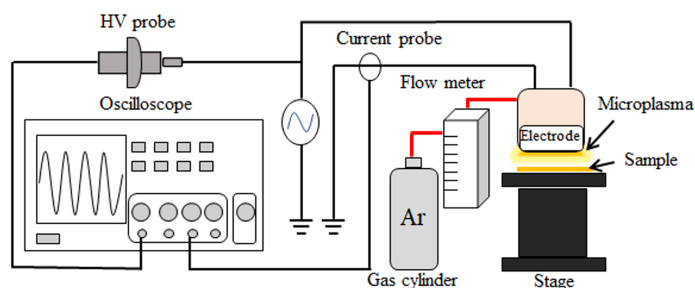 HV probe
Current probe
Oscilloscope
Flow meter
Microplasma
Electrode
Sample
Ar
Gas cylinder
Stage